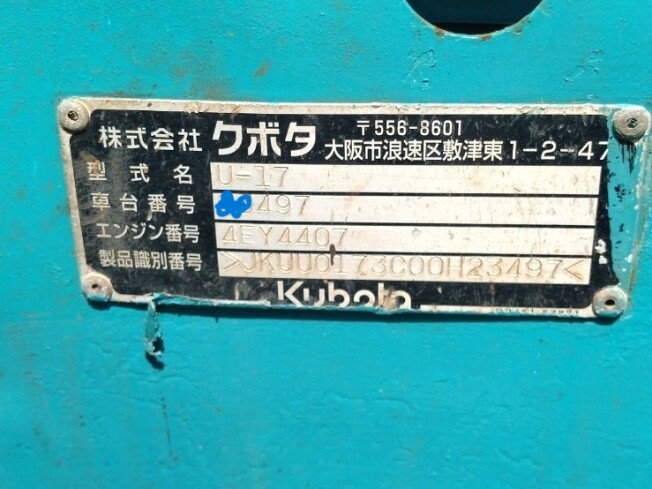 株式会社 クボタ 〒556-8601
大阪市浪速区敷津東1-2-47
型式名 U-17
車台番号 497
エンジン番号 4EY4407
製品識別番号 >JKUU0173C00H23497<
Kubota